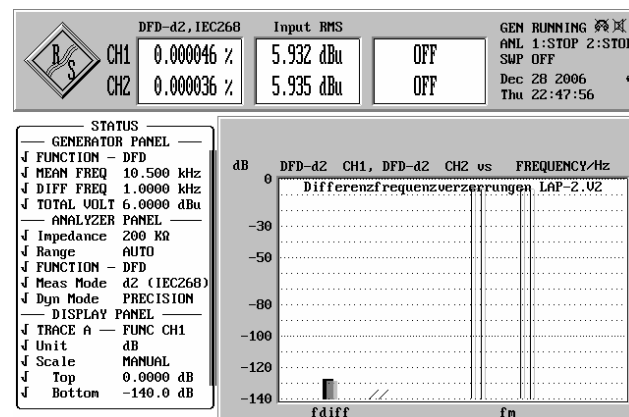 DFD-d2,IEC268 Input RMS
R&S CH1 0.000046 % 5.932 dBu OFF
CH2 0.000036 % 5.935 dBu OFF
GEN RUNNING
ANL 1:STOP 2:STOP
SWP OFF
Dec 28 2006
Thu 22:47:56
STATUS
GENERATOR PANEL
√ FUNCTION - DFD
√ MEAN FREQ 10.500 kHz
√ DIFF FREQ 1.0000 kHz
√ TOTAL VOLT 6.0000 dBu
ANALYZER PANEL
√ Impedance 200 KΩ
√ Range AUTO
√ FUNCTION - DFD
√ Meas Mode d2 (IEC268)
√ Dyn Mode PRECISION
DISPLAY PANEL
√ TRACE A — FUNC CH1
√ Unit dB
√ Scale MANUAL
√ Top 0.0000 dB
√ Bottom -140.0 dB
dB DFD-d2 CH1, DFD-d2 CH2 vs FREQUENCY/Hz
Differenzfrequenzverzerrungen LAP-2.V2
0
-30
-50
-80
-100
-120
-140
fdiff fm